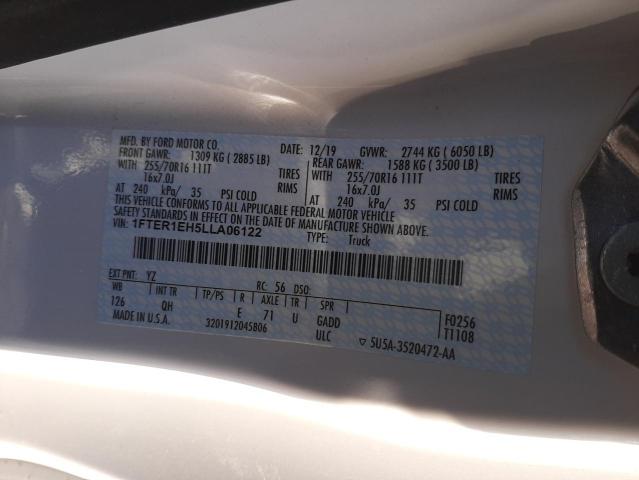 MFD. BY FORD MOTOR CO.
DATE: 12/19 GVWR: 2744 KG ( 6050 LB)
FRONT GAWR: 1309 KG ( 2885 LB) REAR GAWR: 1588 KG ( 3500 LB)
WITH 255/70R16 111T TIRES WITH 255/70R16 111T TIRES
16x7.0J RIMS 16x7.0J RIMS
AT 240 kPa/ 35 PSI COLD AT 240 kPa/ 35 PSI COLD
THIS VEHICLE CONFORMS TO ALL APPLICABLE FEDERAL MOTOR VEHICLE
SAFETY AND BUMPER STANDARDS IN EFFECT ON THE DATE OF MANUFACTURE SHOWN ABOVE.
VIN: 1FTER1EH5LLA06122 TYPE: Truck
EXT PNT: YZ RC: 56 DSO:
WB INT TR TP/PS R AXLE TR SPR
126 QH E 71 U GADD F0256
MADE IN U.S.A. 3201912045B06 ULC T1108
▽ 5U5A-3520472-AA